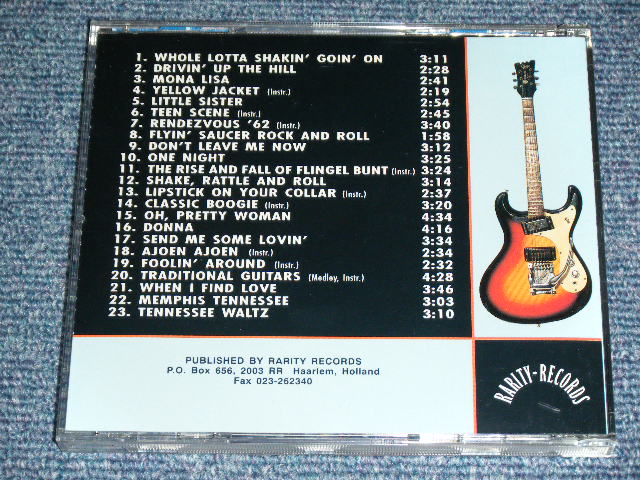 1. WHOLE LOTTA SHAKIN' GOIN' ON 3:11
2. DRIVIN' UP THE HILL 2:28
3. MONA LISA 2:41
4. YELLOW JACKET (Instr.) 2:19
5. LITTLE SISTER 2:54
6. TEEN SCENE (Instr.) 2:45
7. RENDEZVOUS '62 (Instr.) 3:40
8. FLYIN' SAUCER ROCK AND ROLL 1:58
9. DON'T LEAVE ME NOW 3:12
10. ONE NIGHT 3:25
11. THE RISE AND FALL OF FLINGEL BUNT (Instr.) 3:24
12. SHAKE, RATTLE AND ROLL 3:14
13. LIPSTICK ON YOUR COLLAR (Instr.) 2:37
14. CLASSIC BOOGIE (Instr.) 3:20
15. OH, PRETTY WOMAN 4:34
16. DONNA 4:16
17. SEND ME SOME LOVIN' 3:34
18. AJOEN AJOEN (Instr.) 2:34
19. FOOLIN' AROUND (Instr.) 2:32
20. TRADITIONAL GUITARS (Medley, Instr.) 4:28
21. WHEN I FIND LOVE 3:46
22. MEMPHIS TENNESSEE 3:03
23. TENNESSEE WALTZ 3:10
PUBLISHED BY RARITY RECORDS
P.O. Box 656, 2003 RR Haarlem, Holland
Fax 023-262340
RARITY-RECORDS